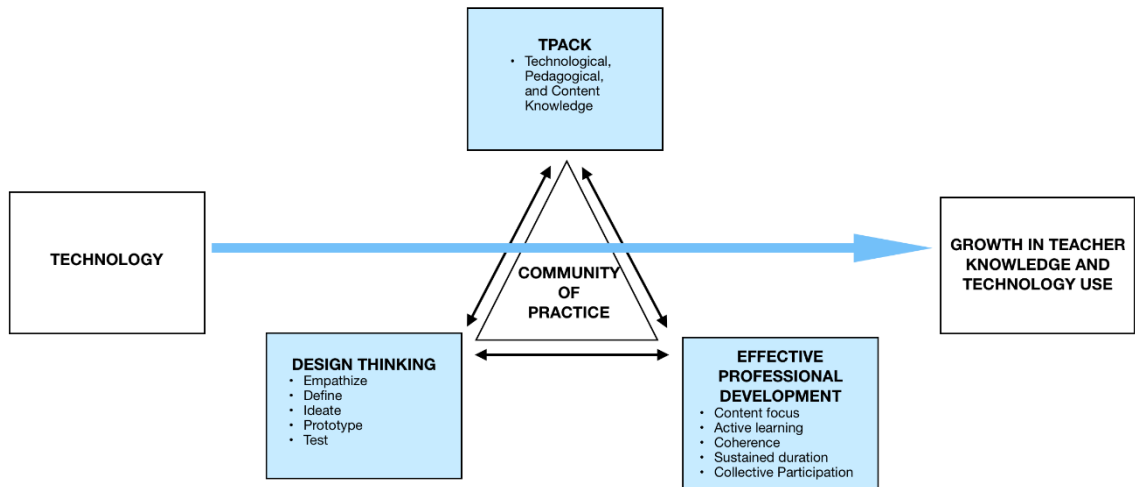 TPACK
• Technological,
Pedagogical,
and Content
Knowledge
TECHNOLOGY
COMMUNITY
OF
PRACTICE
GROWTH IN TEACHER
KNOWLEDGE AND
TECHNOLOGY USE
DESIGN THINKING
• Empathize
• Define
• Ideate
• Prototype
• Test
EFFECTIVE
PROFESSIONAL
DEVELOPMENT
• Content focus
• Active learning
• Coherence
• Sustained duration
• Collective Participation